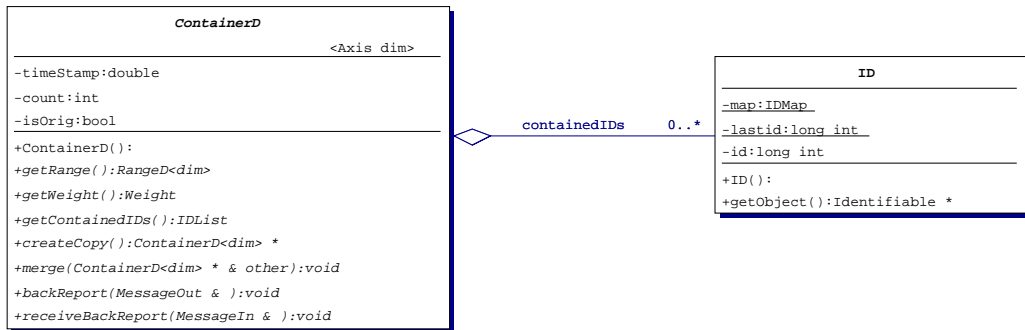 ContainerD
<Axis dim>
-timeStamp:double
-count:int
-isOrig:bool
+ContainerD():
+getRange():RangeD<dim>
+getWeight():Weight
+getContainedIDs():IDList
+createCopy():ContainerD<dim> *
+merge(ContainerD<dim> * & other):void
+backReport(MessageOut & ):void
+receiveBackReport(MessageIn & ):void
containedIDs 0..*
ID
-map:IDMap
-lastid:long int
-id:long int
+ID():
+getObject():Identifiable *